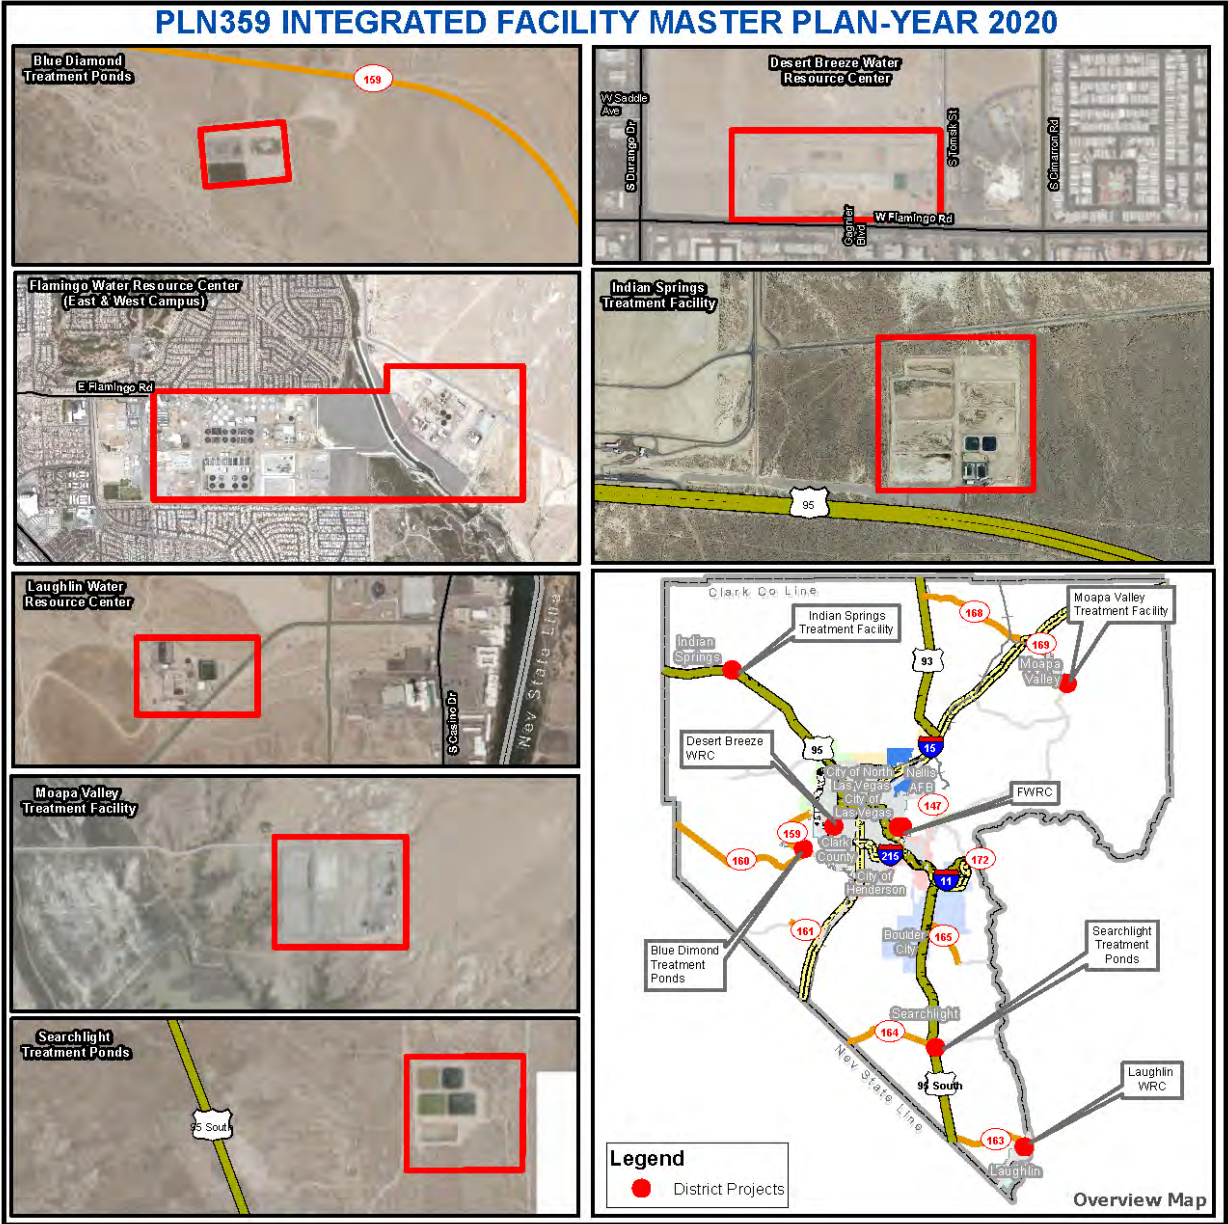 PLN359 INTEGRATED FACILITY MASTER PLAN-YEAR 2020
Blue Diamond
Treatment Ponds
159
Desert Breeze Water
Resource Center
W Saddle
Ave
S Durango Dr
S Tomsik St
S Cimarron Rd
W Flamingo Rd
Gagnier
Blvd
Flamingo Water Resource Center
(East & West Campus)
E Flamingo Rd
Indian Springs
Treatment Facility
95
Laughlin Water
Resource Center
S Casino Dr
Nev State Line
Moapa Valley
Treatment Facility
Searchlight
Treatment Ponds
95 South
Clark Co Line
Indian Springs
Treatment Facility
Moapa Valley
Treatment Facility
168
169
Indian
Springs
93
Moapa
Valley
Desert Breeze
WRC
95
15
City of North
Las Vegas
Nellis
AFB
City of
Las Vegas
147
FWRC
159
Clark
County
160
215
172
11
City of
Henderson
161
Boulder
City
165
Blue Dimond
Treatment
Ponds
Searchlight
Treatment
Ponds
Searchlight
164
Nev State Line
95 South
Laughlin
WRC
163
Laughlin
Legend
District Projects
Overview Map